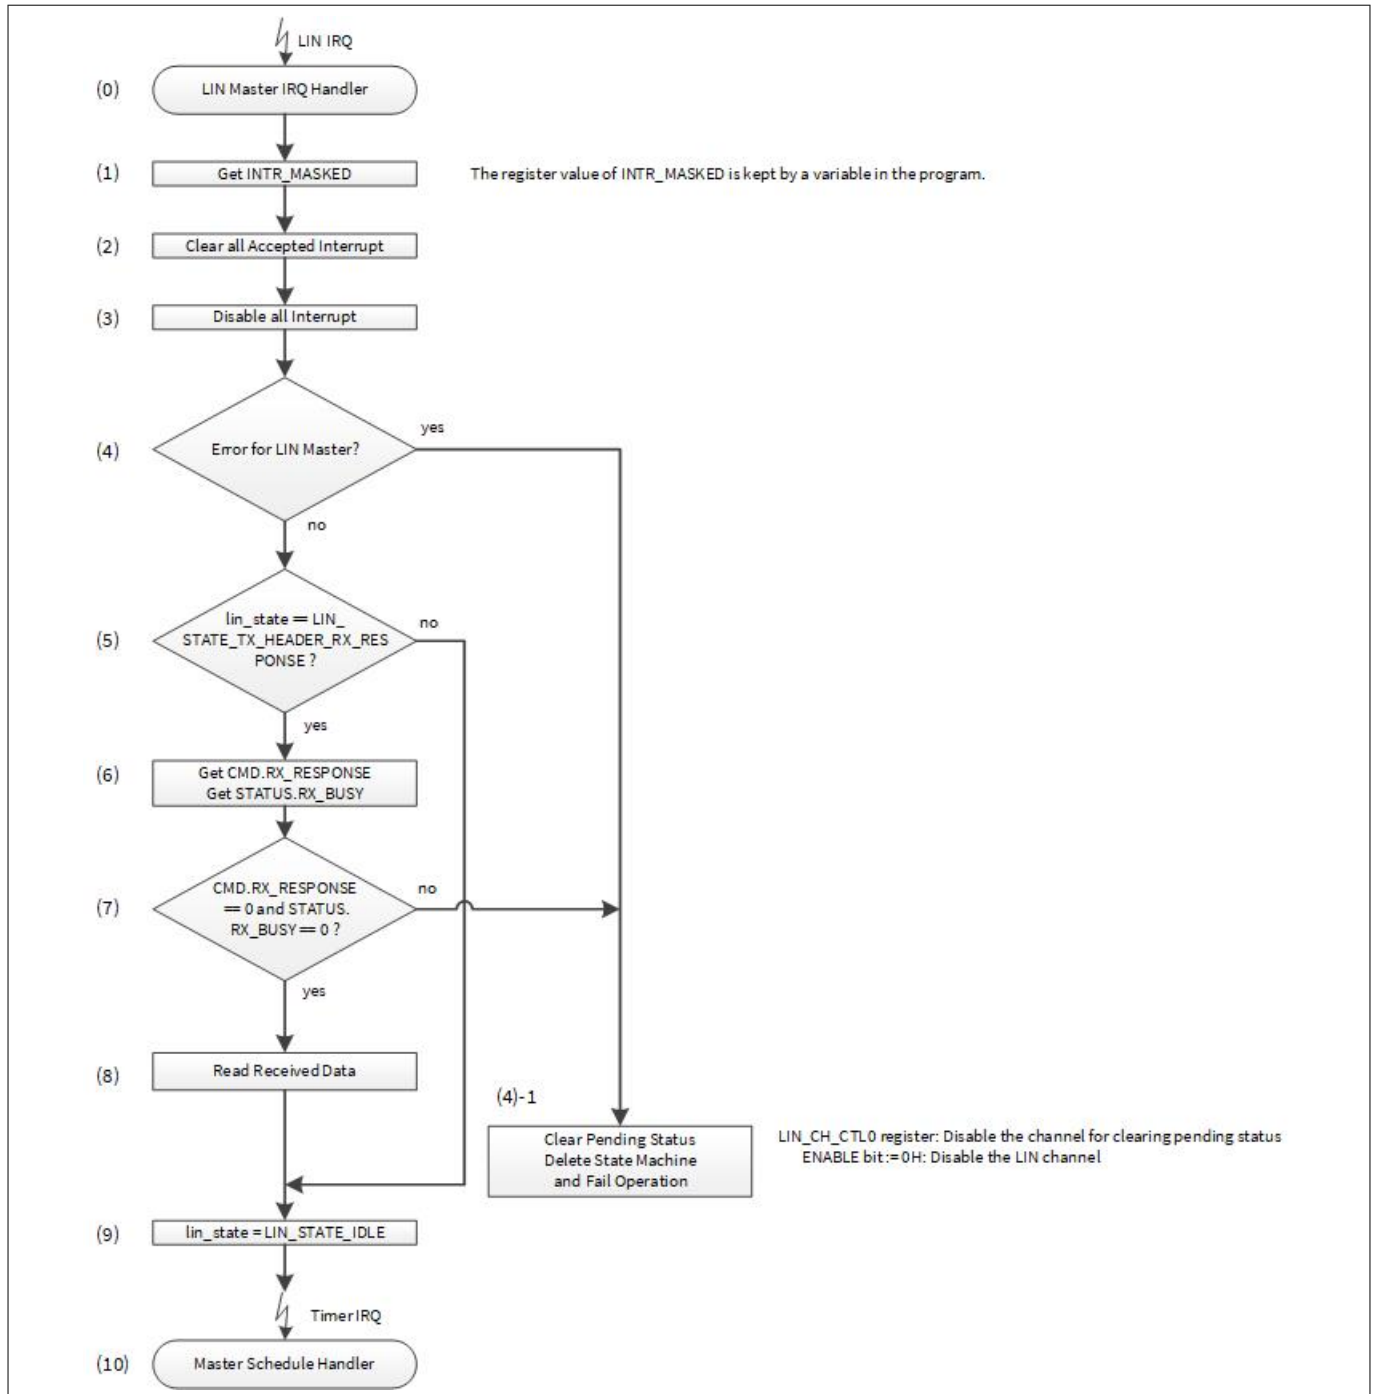 LIN IRQ
(0)
LIN Master IRQ Handler
(1)
Get INTR_MASKED
The register value of INTR_MASKED is kept by a variable in the program.
(2)
Clear all Accepted Interrupt
(3)
Disable all Interrupt
(4)
Error for LIN Master?
yes
no
(5)
lin_state == LIN_
STATE_TX_HEADER_RX_RES
PONSE ?
no
yes
(6)
Get CMD.RX_RESPONSE
Get STATUS.RX_BUSY
(7)
CMD.RX_RESPONSE
== 0 and STATUS.
RX_BUSY == 0 ?
no
yes
(8)
Read Received Data
(4)-1
Clear Pending Status
Delete State Machine
and Fail Operation
LIN_CH_CTL0 register: Disable the channel for clearing pending status
ENABLE bit := 0H: Disable the LIN channel
(9)
lin_state = LIN_STATE_IDLE
Timer IRQ
(10)
Master Schedule Handler